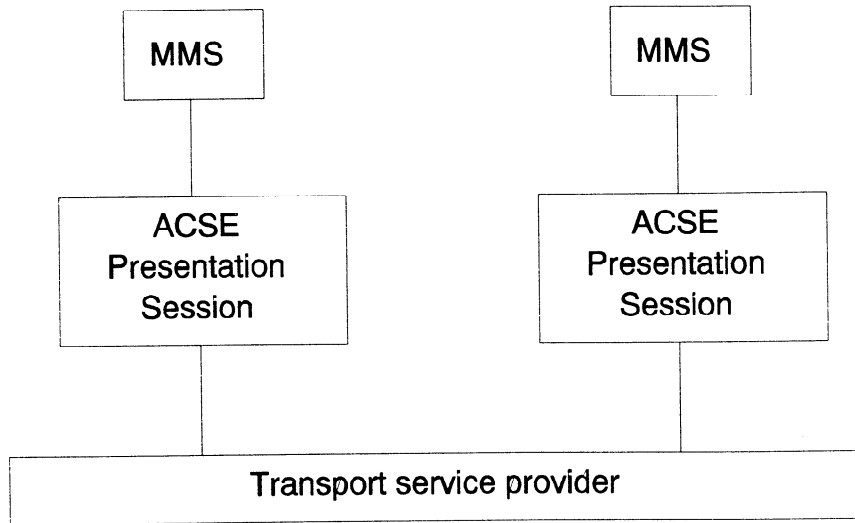 MMS
MMS
ACSE
Presentation
Session
ACSE
Presentation
Session
Transport service provider